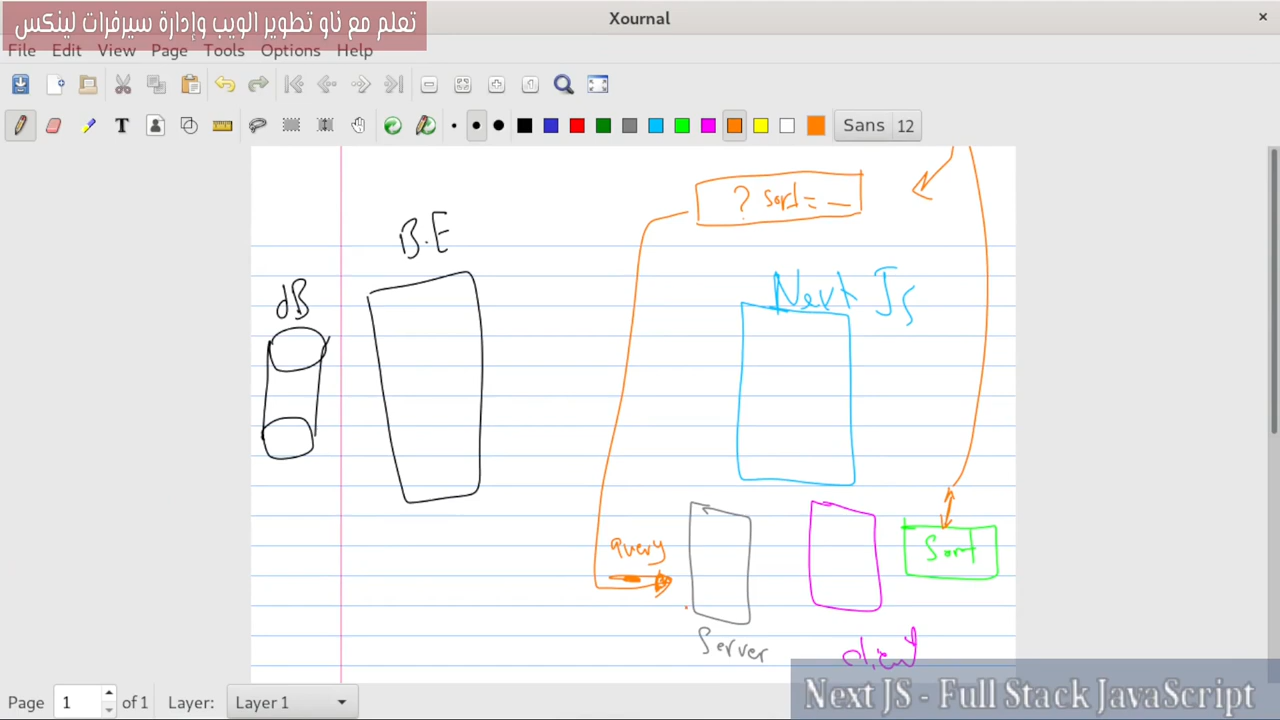 Xournal
تعلم مع ناو تطوير الويب وإدارة سيرفرات لينكس
File Edit View Page Tools Options Help
Sans 12
? sort = _
B.E
Next Js
dB
query
Sort
Server
client
Page 1 of 1 Layer: Layer 1
Next JS - Full Stack JavaScript